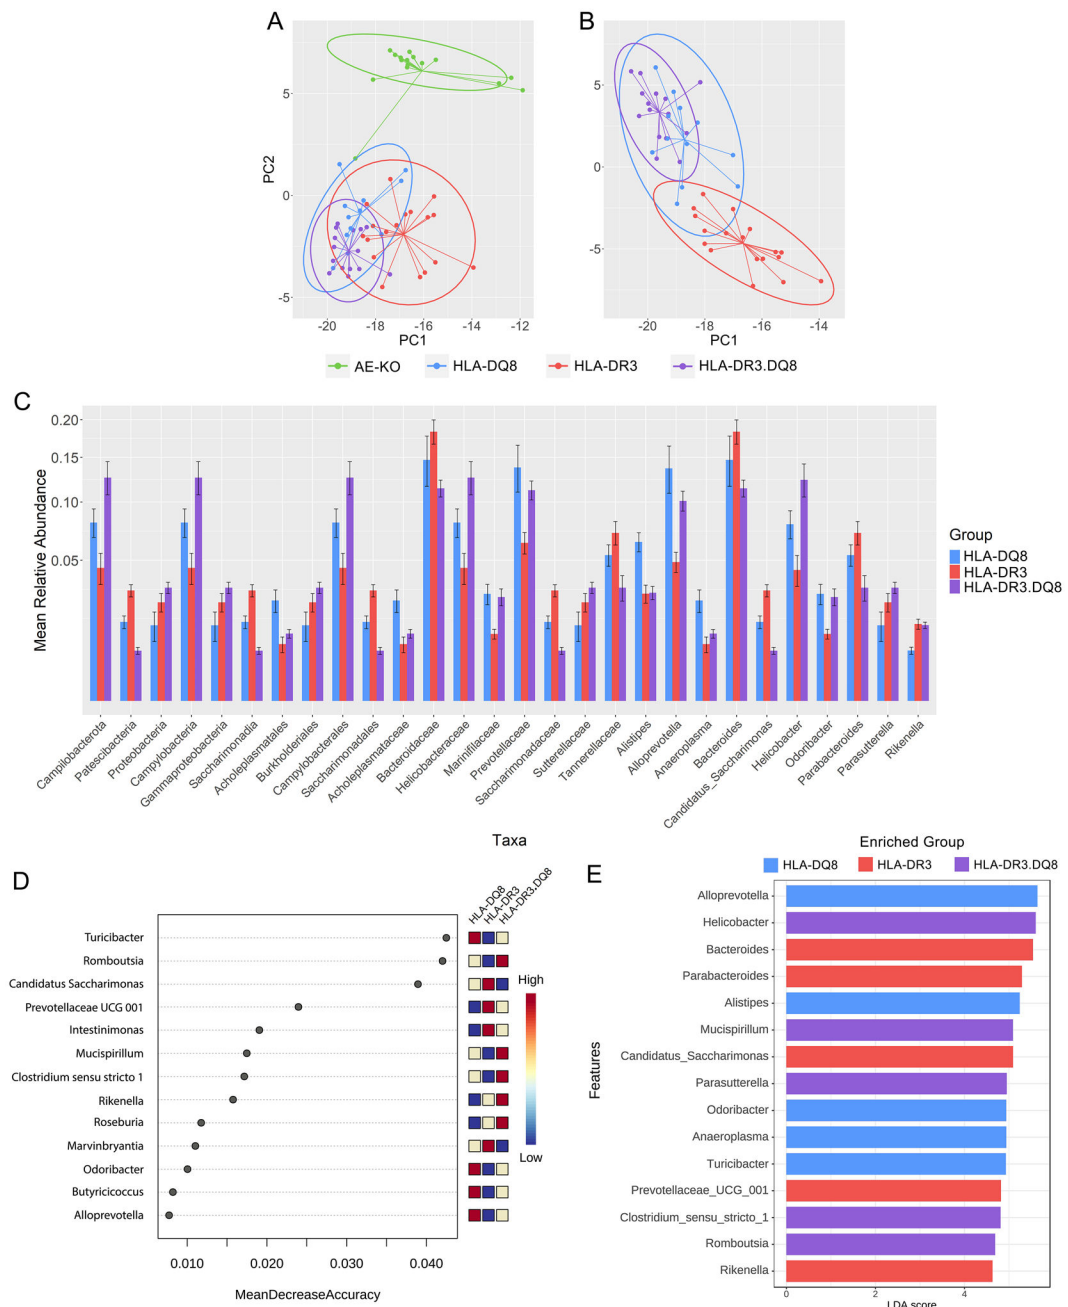 A
B
PC2
5
0
-5
-20
-18
-16
-14
-12
PC1
5
0
-5
-20
-18
-16
-14
PC1
AE-KO
HLA-DQ8
HLA-DR3
HLA-DR3.DQ8
C
Mean Relative Abundance
0.20
0.15
0.10
0.05
Group
HLA-DQ8
HLA-DR3
HLA-DR3.DQ8
Campilobacterota
Patescibacteria
Proteobacteria
Campylobacteria
Gammaproteobacteria
Saccharimonadia
Acholeplasmatales
Burkholderiales
Campylobacterales
Saccharimonadales
Acholeplasmataceae
Bacteroidaceae
Helicobacteraceae
Marinifilaceae
Prevotellaceae
Saccharimonadaceae
Sutterellaceae
Tannerellaceae
Alistipes
Alloprevotella
Anaeroplasma
Bacteroides
Candidatus_Saccharimonas
Helicobacter
Odoribacter
Parabacteroides
Parasutterella
Rikenella
Taxa
D
HLA-DQ8
HLA-DR3
HLA-DR3.DQ8
Turicibacter
Romboutsia
Candidatus Saccharimonas
Prevotellaceae UCG 001
Intestinimonas
Mucispirillum
Clostridium sensu stricto 1
Rikenella
Roseburia
Marvinbryantia
Odoribacter
Butyricicoccus
Alloprevotella
High
Low
0.010
0.020
0.030
0.040
MeanDecreaseAccuracy
E
Enriched Group
HLA-DQ8
HLA-DR3
HLA-DR3.DQ8
Features
Alloprevotella
Helicobacter
Bacteroides
Parabacteroides
Alistipes
Mucispirillum
Candidatus_Saccharimonas
Parasutterella
Odoribacter
Anaeroplasma
Turicibacter
Prevotellaceae_UCG_001
Clostridium_sensu_stricto_1
Romboutsia
Rikenella
0
2
4
LDA score